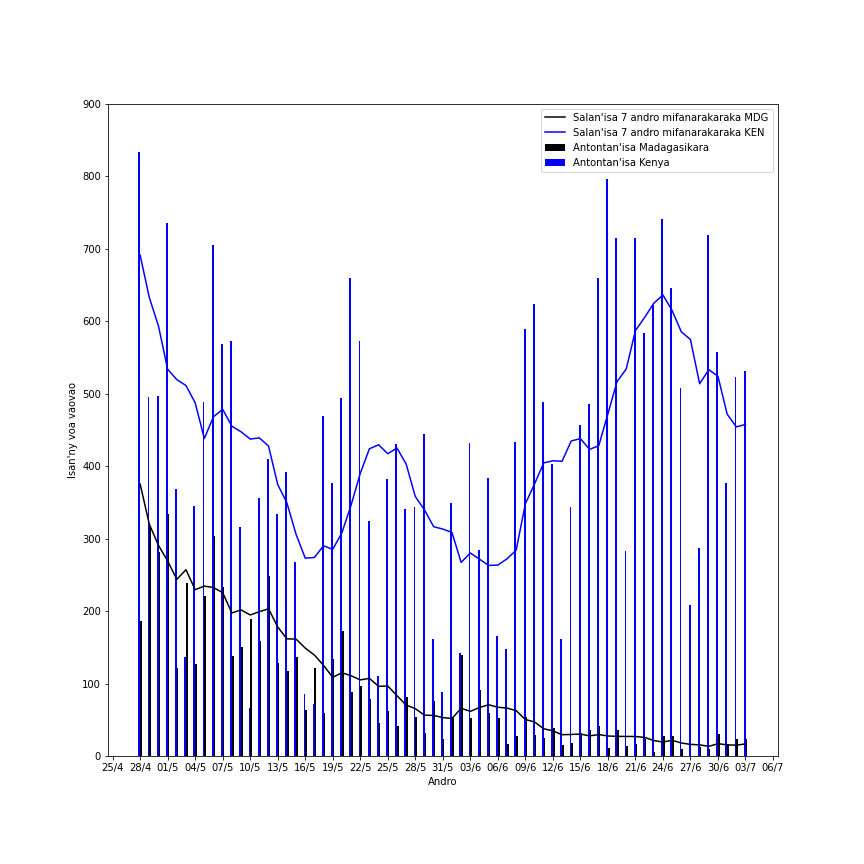 900
800
700
600
500
400
300
200
100
0
Isan'ny voa vaovao
Salan'isa 7 andro mifanarakaraka MDG
Salan'isa 7 andro mifanarakaraka KEN
Antontan'isa Madagasikara
Antontan'isa Kenya
25/4 28/4 01/5 04/5 07/5 10/5 13/5 16/5 19/5 22/5 25/5 28/5 31/5 03/6 06/6 09/6 12/6 15/6 18/6 21/6 24/6 27/6 30/6 03/7 06/7
Andro